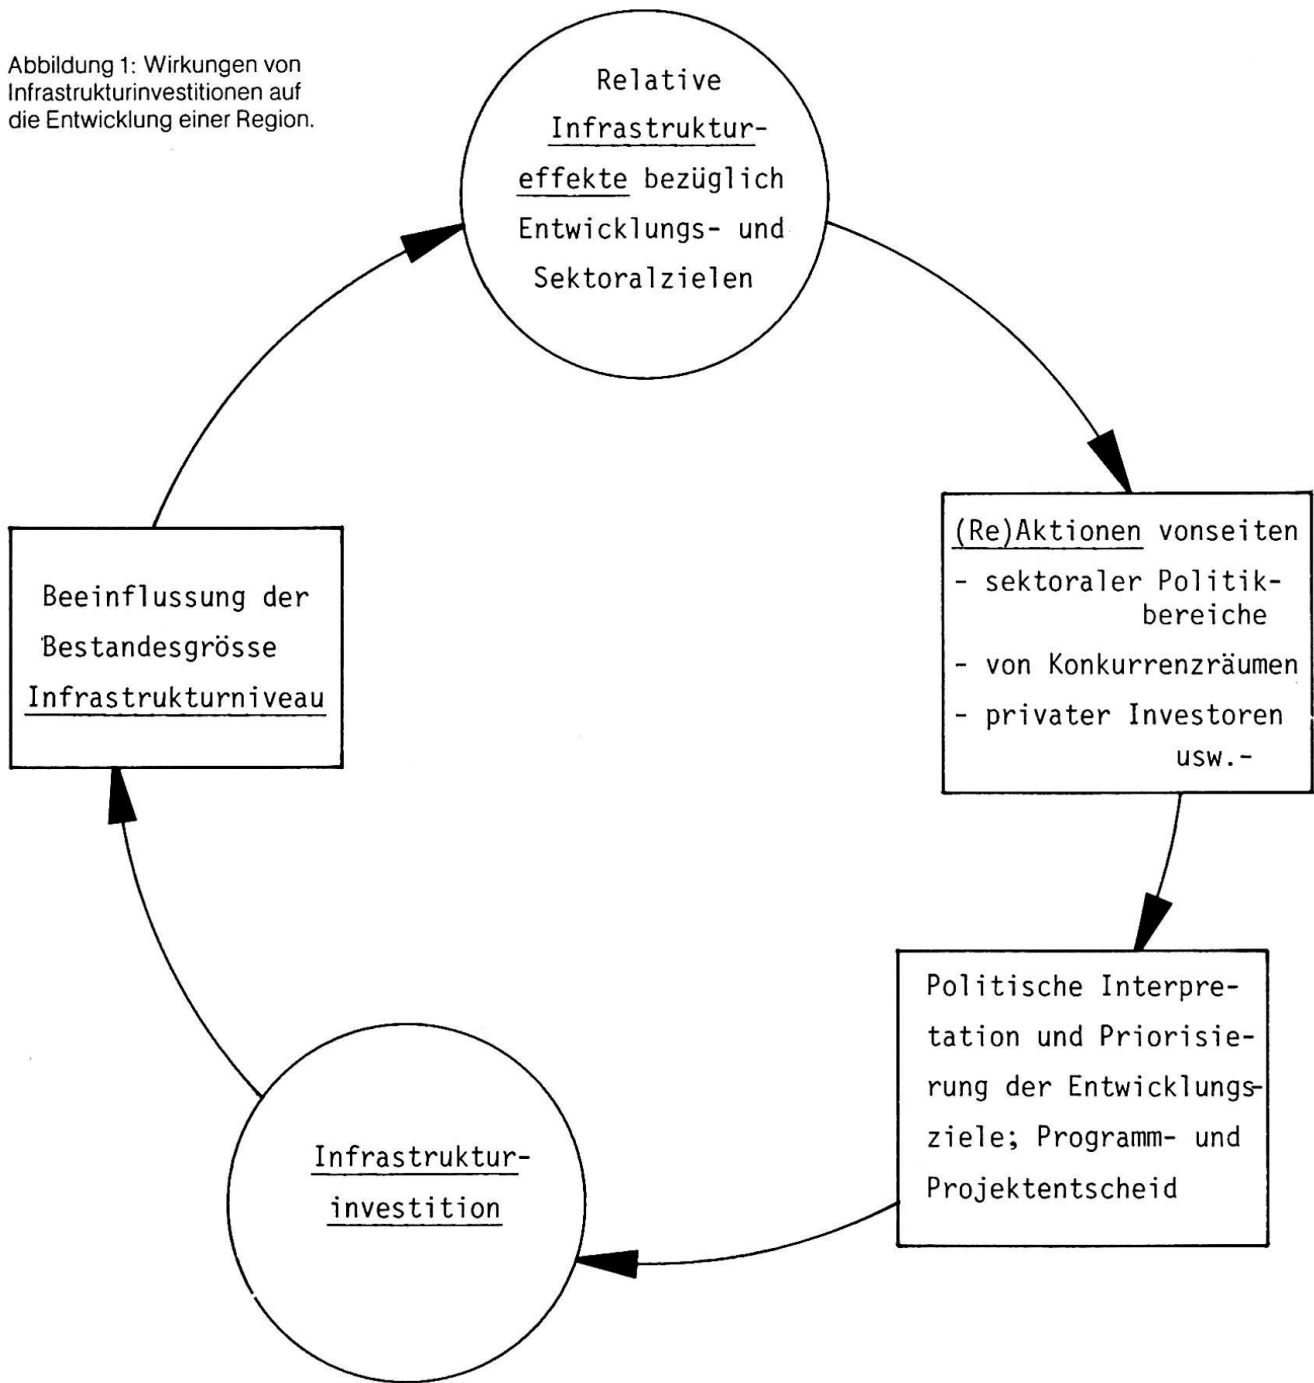 Abbildung 1: Wirkungen von
Infrastrukturinvestitionen auf
die Entwicklung einer Region.
Relative
Infrastruktur-
effekte bezüglich
Entwicklungs- und
Sektoralzielen
(Re)Aktionen vonseiten
- sektoraler Politik-
bereiche
- von Konkurrenzräumen
- privater Investoren
usw.-
Politische Interpre-
tation und Priorisie-
rung der Entwicklungs-
ziele; Programm- und
Projektentscheid
Infrastruktur-
investition
Beeinflussung der
Bestandesgrösse
Infrastrukturniveau